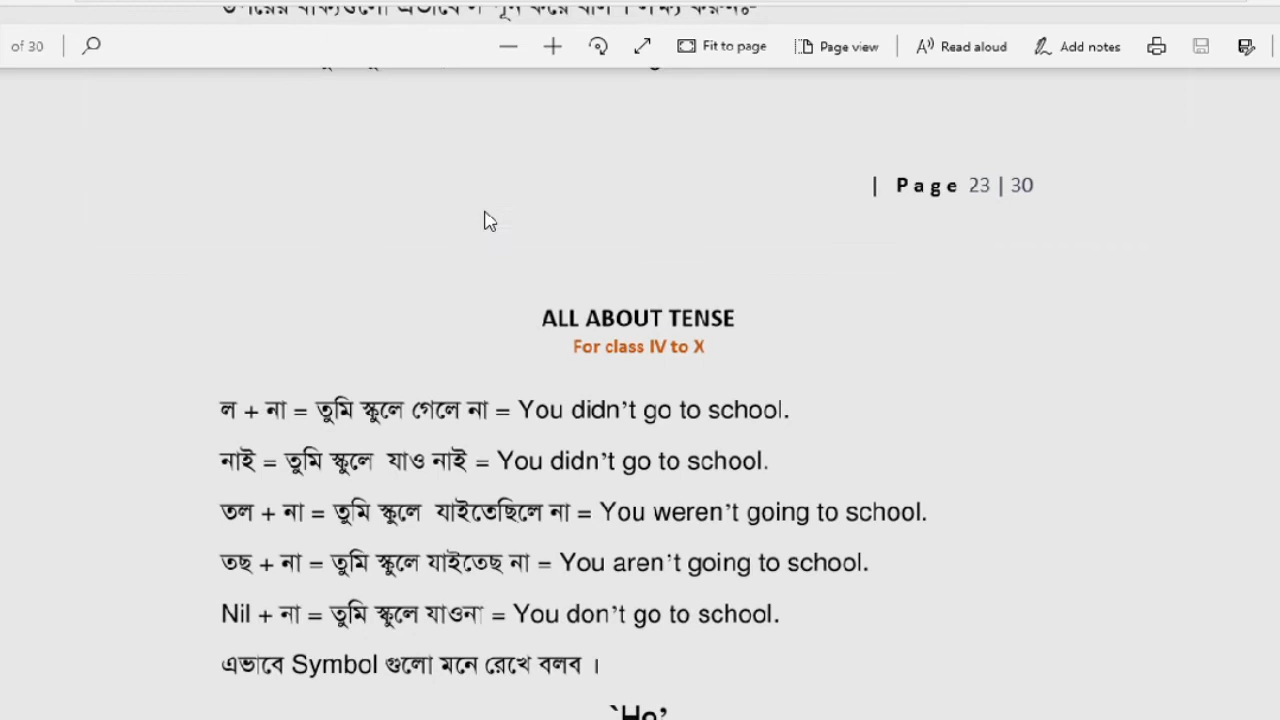 of 30
Fit to page
Page view
Read aloud
Add notes
| Page 23 | 30
ALL ABOUT TENSE
For class IV to X
ল + না = তুমি স্কুলে গেলে না = You didn't go to school.
নাই = তুমি স্কুলে যাও নাই = You didn't go to school.
তল + না = তুমি স্কুলে যাইতেছিলে না = You weren't going to school.
তছ + না = তুমি স্কুলে যাইতেছ না = You aren't going to school.
Nil + না = তুমি স্কুলে যাওনা = You don't go to school.
এভাবে Symbol গুলো মনে রেখে বলব ।
`He'